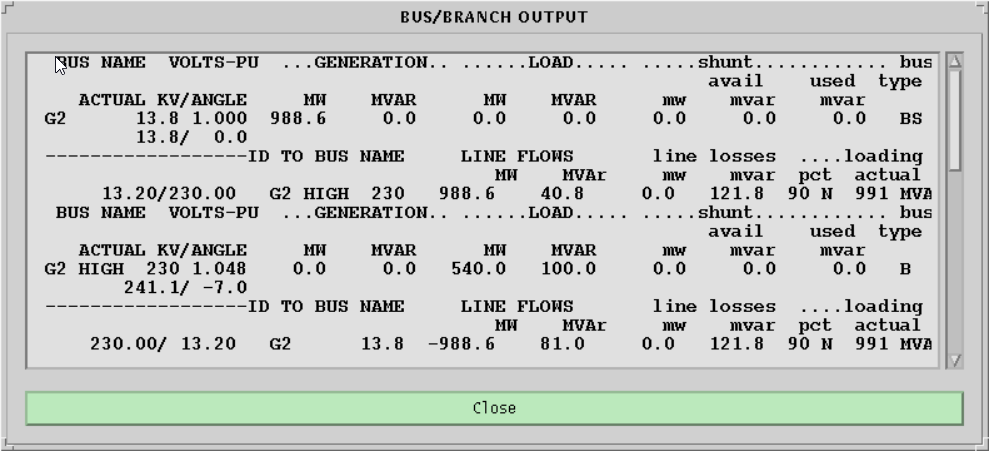 BUS/BRANCH OUTPUT
BUS NAME VOLTS-PU ...GENERATION.. ......LOAD..... .....shunt............ bus
avail used type
ACTUAL KV/ANGLE MW MVAR MW MVAR mw mvar mvar
G2 13.8 1.000 988.6 0.0 0.0 0.0 0.0 0.0 0.0 BS
13.8/ 0.0
------------------ID TO BUS NAME LINE FLOWS line losses ....loading
MW MVAr mw mvar pct actual
13.20/230.00 G2 HIGH 230 988.6 40.8 0.0 121.8 90 N 991 MVA
BUS NAME VOLTS-PU ...GENERATION.. ......LOAD..... .....shunt............ bus
avail used type
ACTUAL KV/ANGLE MW MVAR MW MVAR mw mvar mvar
G2 HIGH 230 1.048 0.0 0.0 540.0 100.0 0.0 0.0 0.0 B
241.1/ -7.0
------------------ID TO BUS NAME LINE FLOWS line losses ....loading
MW MVAr mw mvar pct actual
230.00/ 13.20 G2 13.8 -988.6 81.0 0.0 121.8 90 N 991 MVA
Close